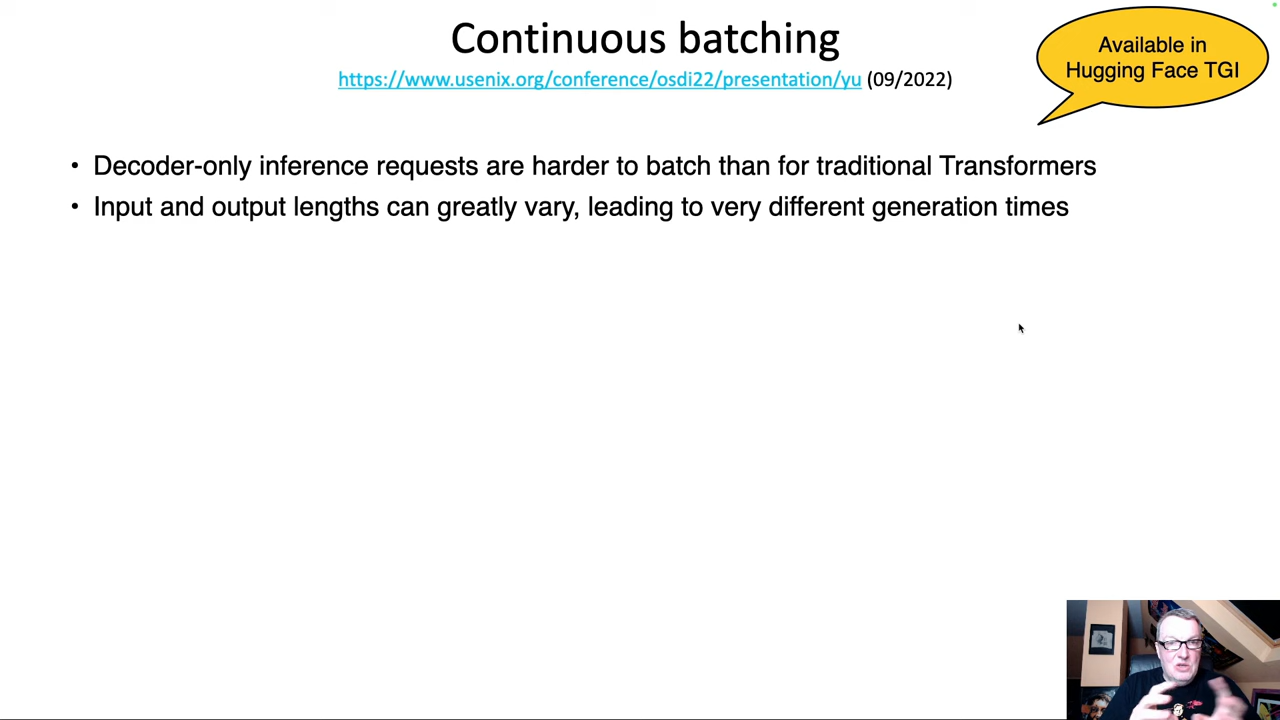 Continuous batching
https://www.usenix.org/conference/osdi22/presentation/yu (09/2022)
Available in
Hugging Face TGI
• Decoder-only inference requests are harder to batch than for traditional Transformers
• Input and output lengths can greatly vary, leading to very different generation times